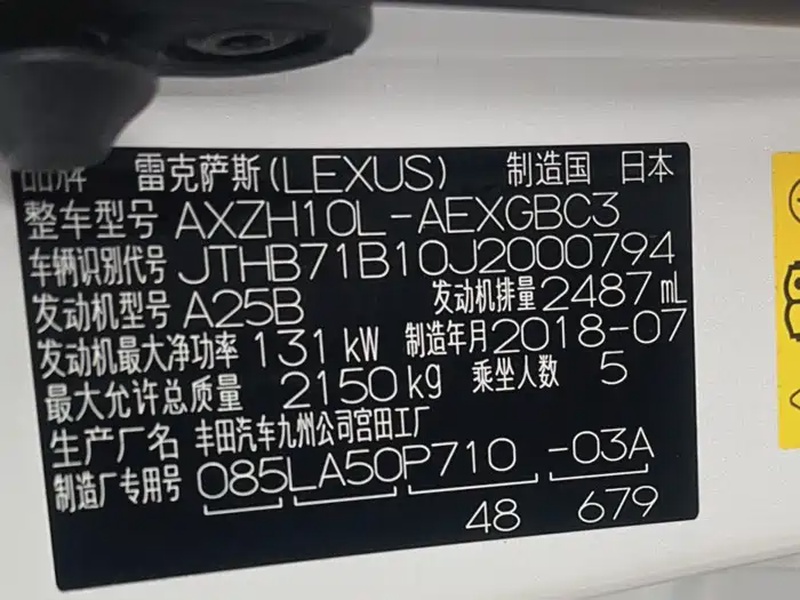 品牌 雷克萨斯(LEXUS) 制造国 日本
整车型号 AXZH10L-AEXGBC3
车辆识别代号 JTHB71B10J2000794
发动机型号 A25B 发动机排量 2487 mL
发动机最大净功率 131 kW 制造年月 2018-07
最大允许总质量 2150 kg 乘坐人数 5
生产厂名 丰田汽车九州公司宫田工厂
制造厂专用号 085LA50P710 -03A
48 679